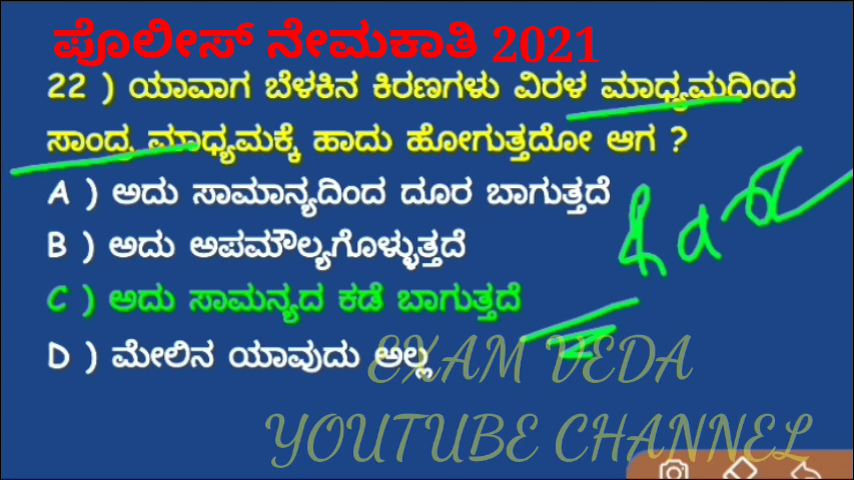 ಪೊಲೀಸ್ ನೇಮಕಾತಿ 2021
22 ) ಯಾವಾಗ ಬೆಳಕಿನ ಕಿರಣಗಳು ವಿರಳ ಮಾಧ್ಯಮದಿಂದ
ಸಾಂದ್ರ ಮಾಧ್ಯಮಕ್ಕೆ ಹಾದು ಹೋಗುತ್ತದೋ ಆಗ ?
A ) ಅದು ಸಾಮಾನ್ಯದಿಂದ ದೂರ ಬಾಗುತ್ತದೆ
B ) ಅದು ಅಪಮೌಲ್ಯಗೊಳ್ಳುತ್ತದೆ
C ) ಅದು ಸಾಮನ್ಯದ ಕಡೆ ಬಾಗುತ್ತದೆ
D ) ಮೇಲಿನ ಯಾವುದು ಅಲ್ಲ
EXAM VEDA
YOUTUBE CHANNEL